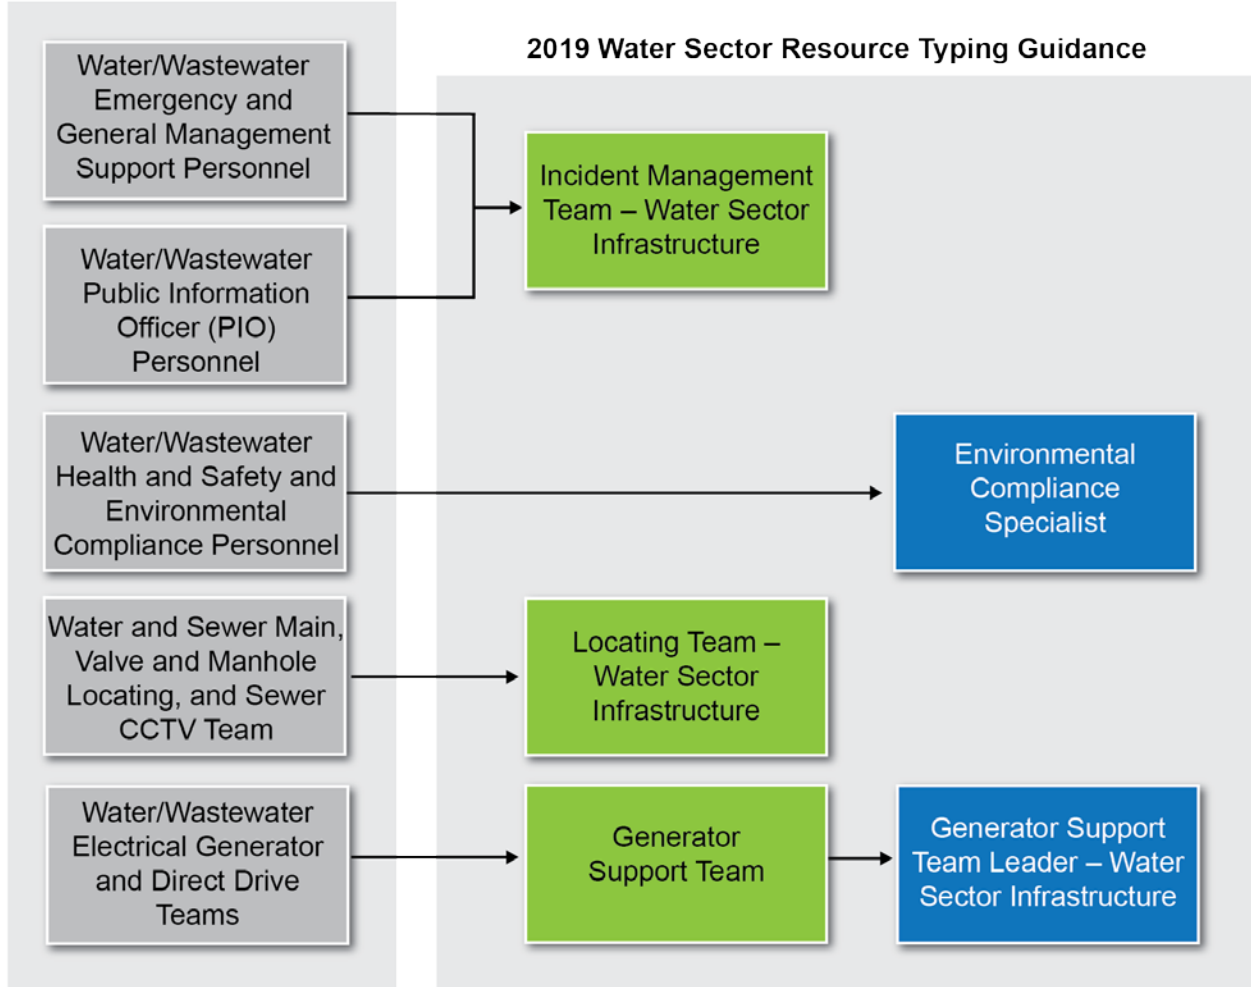 2019 Water Sector Resource Typing Guidance
Water/Wastewater
Emergency and
General Management
Support Personnel
Incident Management
Team – Water Sector
Infrastructure
Water/Wastewater
Public Information
Officer (PIO)
Personnel
Water/Wastewater
Health and Safety and
Environmental
Compliance Personnel
Environmental
Compliance
Specialist
Water and Sewer Main,
Valve and Manhole
Locating, and Sewer
CCTV Team
Locating Team –
Water Sector
Infrastructure
Water/Wastewater
Electrical Generator
and Direct Drive
Teams
Generator
Support Team
Generator Support
Team Leader – Water
Sector Infrastructure